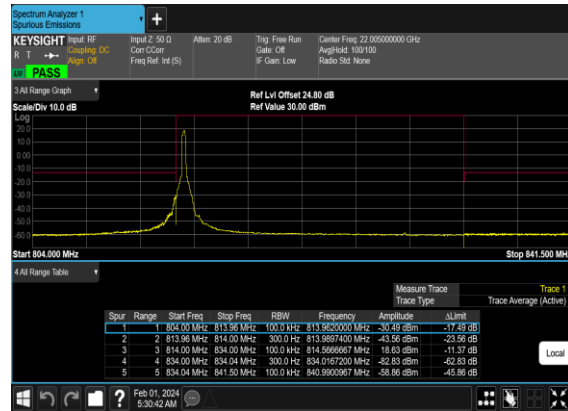 Spectrum Analyzer 1
Spurious Emissions
+
KEYSIGHT Input: RF Input Z: 50 Ω Atten: 20 dB Trig: Free Run Center Freq: 22.005000000 GHz
R T Coupling: DC Corr CCorr Gate: Off Avg|Hold: 100/100
Align: Off Freq Ref: Int (S) IF Gain: Low Radio Std: None
PASS
3 All Range Graph
Ref Lvl Offset 24.80 dB
Scale/Div 10.0 dB Ref Value 30.00 dBm
Log
20.0
10.0
0.00
-10.0
-20.0
-30.0
-40.0
-50.0
-60.0
Start 804.000 MHz Stop 841.500 MHz
4 All Range Table
Measure Trace Trace 1
Trace Type Trace Average (Active)
Spur Range Start Freq Stop Freq RBW Frequency Amplitude ΔLimit
1 1 804.00 MHz 813.96 MHz 100.0 kHz 813.9620000 MHz -30.49 dBm -17.49 dB
2 2 813.96 MHz 814.00 MHz 300.0 Hz 813.9897400 MHz -43.56 dBm -23.56 dB
3 3 814.00 MHz 834.00 MHz 100.0 kHz 814.5666667 MHz 18.63 dBm -11.37 dB
4 4 834.00 MHz 834.04 MHz 300.0 Hz 834.0167200 MHz -82.83 dBm -62.83 dB
5 5 834.04 MHz 841.50 MHz 100.0 kHz 840.9900967 MHz -58.86 dBm -45.86 dB
Local
? Feb 01, 2024
5:30:42 AM